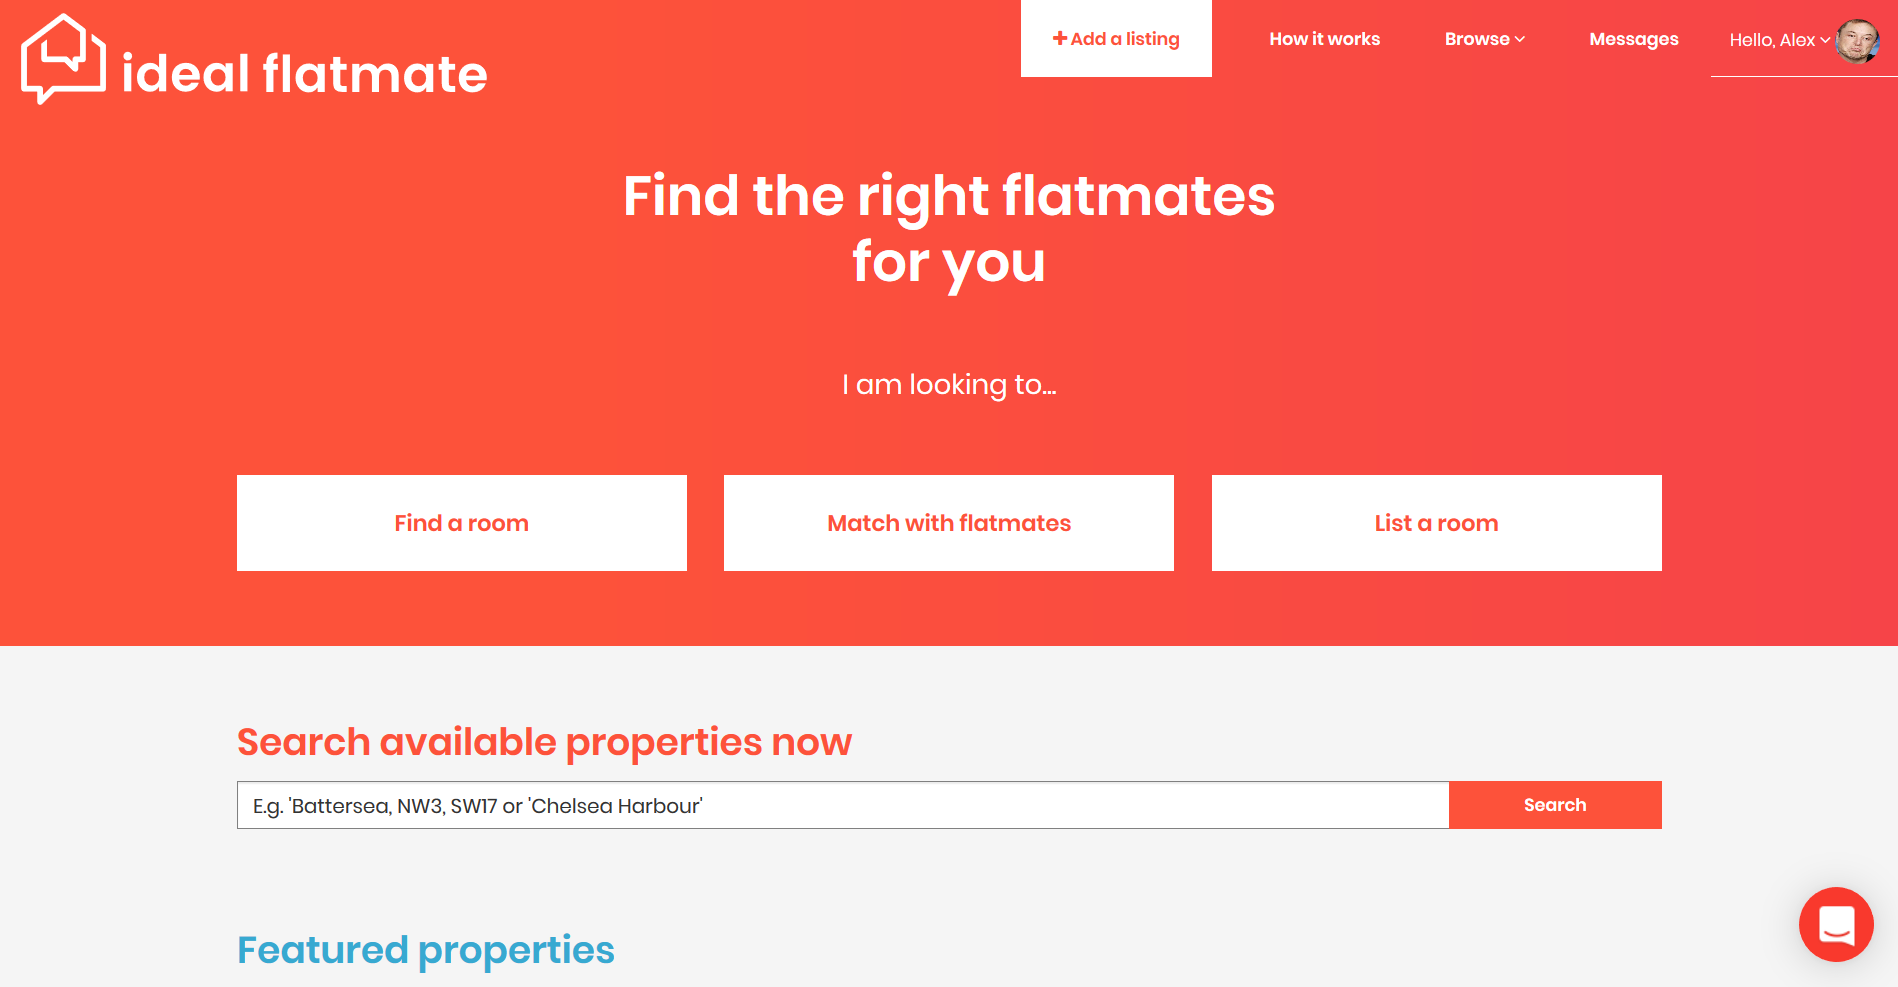 ideal flatmate
Add a listing
How it works
Browse
Messages
Hello, Alex
Find the right flatmates
for you
I am looking to...
Find a room
Match with flatmates
List a room
Search available properties now
E.g. 'Battersea, NW3, SW17 or 'Chelsea Harbour'
Search
Featured properties